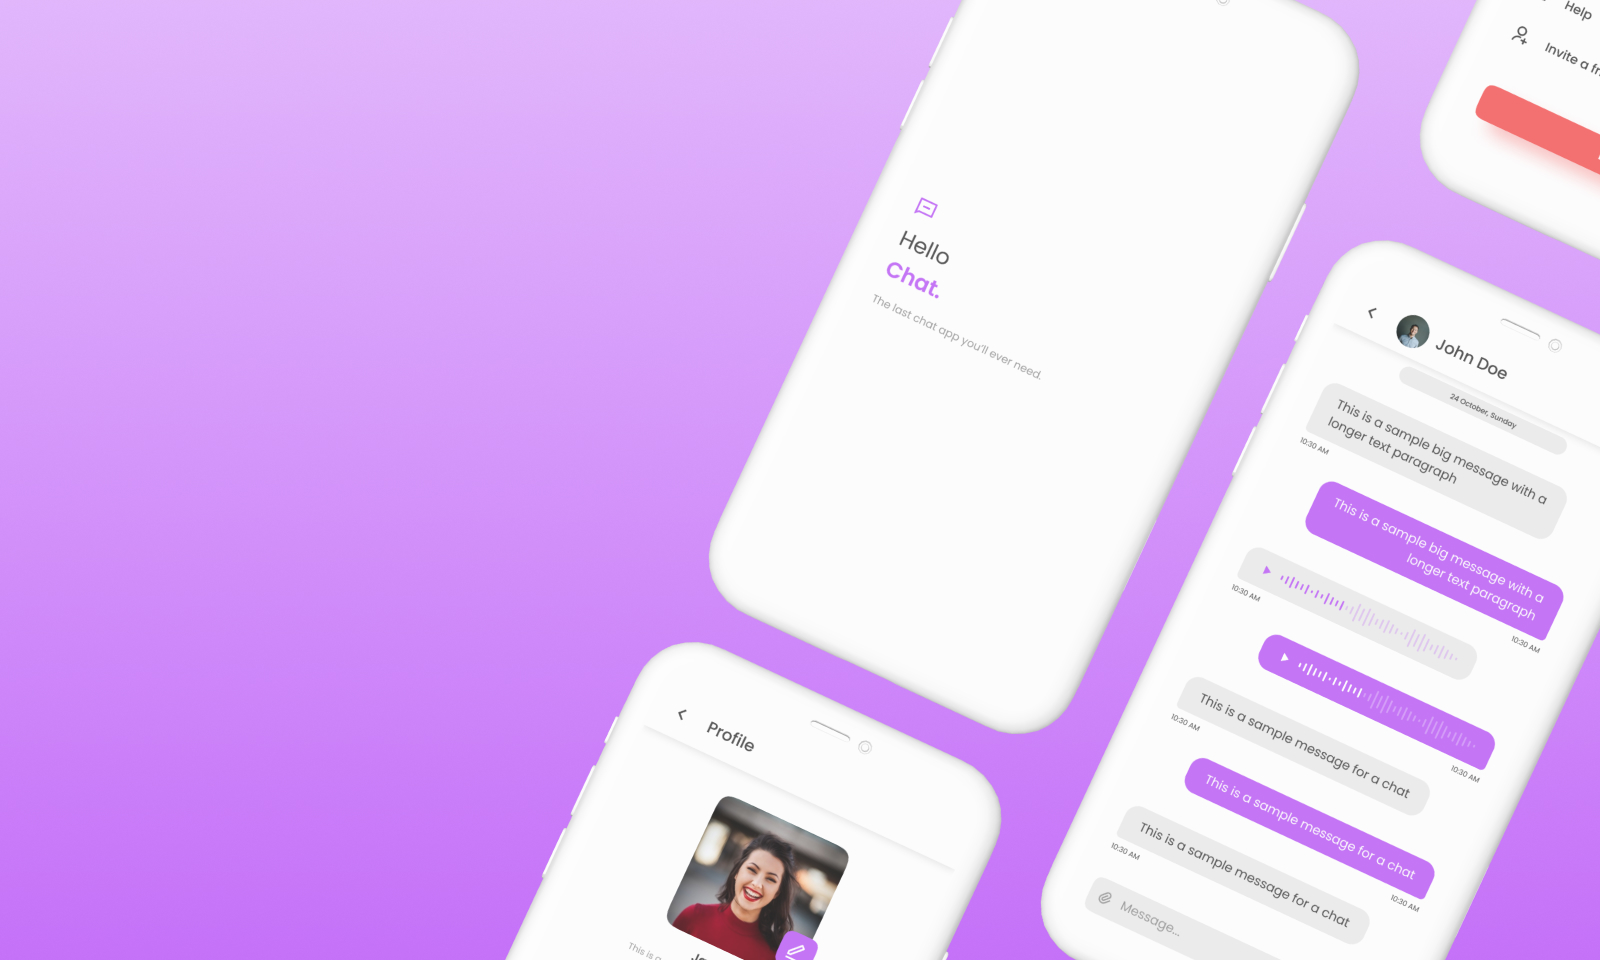 Hello
Chat.
The last chat app you'll ever need.
Help
Invite a
John Doe
24 October, Sunday
This is a sample big message with a
longer text paragraph
10:30 AM
This is a sample big message with a
longer text paragraph
10:30 AM
10:30 AM
10:30 AM
This is a sample message for a chat
10:30 AM
This is a sample message for a chat
10:30 AM
This is a sample message for a chat
10:30 AM
Message...
Profile
This is a